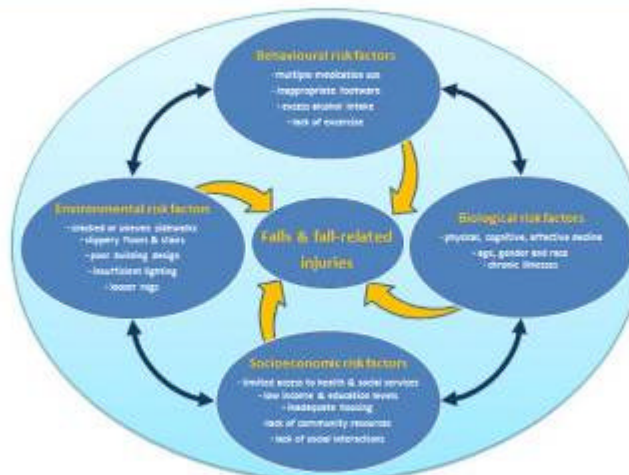 Behavioural risk factors
-multiple medication use
-inappropriate footware
-excess alcohol intake
-lack of excercise
Environmental risk factors
-cracked or uneven sidewalks
-slippery floors & stairs
-poor building design
-insufficient lighting
-looser rugs
Falls & fall-related
injuries
Biological risk factors
-physical, cognitive, affective decline
-age, gender and race
-chronic illnesses
Socioeconomic risk factors
-limited access to health & social services
-low income & education levels
-inadequate housing
-lack of community resources
-lack of social interactions